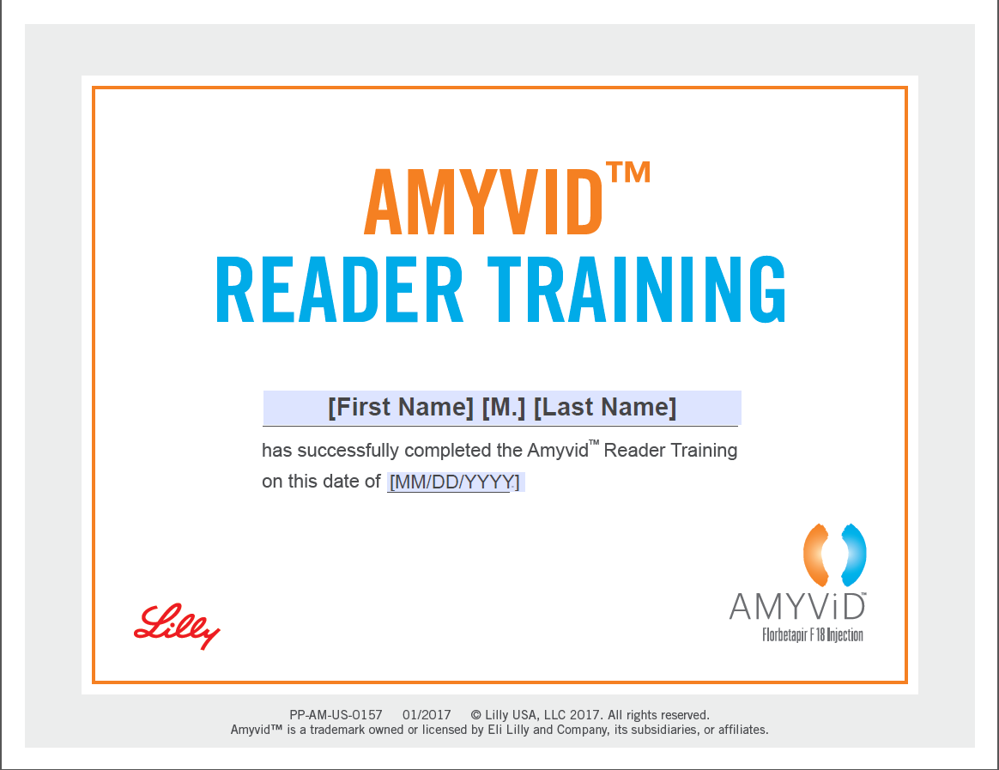 AMYVID™
READER TRAINING
[First Name] [M.] [Last Name]
has successfully completed the Amyvid™ Reader Training
on this date of [MM/DD/YYYY.]
Lilly
AMYViD™
Florbetapir F 18 Injection
PP-AM-US-0157 01/2017 © Lilly USA, LLC 2017. All rights reserved.
Amyvid™ is a trademark owned or licensed by Eli Lilly and Company, its subsidiaries, or affiliates.